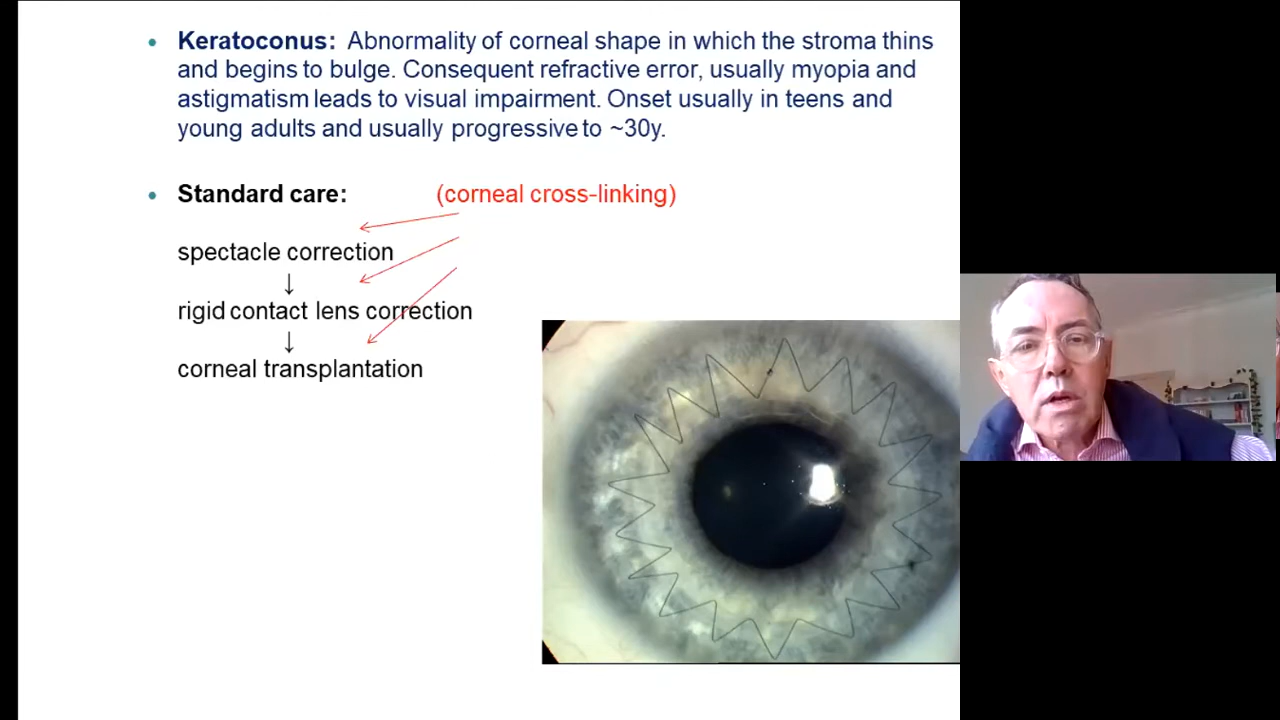 • Keratoconus: Abnormality of corneal shape in which the stroma thins
and begins to bulge. Consequent refractive error, usually myopia and
astigmatism leads to visual impairment. Onset usually in teens and
young adults and usually progressive to ~30y.
• Standard care: (corneal cross-linking)
spectacle correction
↓
rigid contact lens correction
↓
corneal transplantation